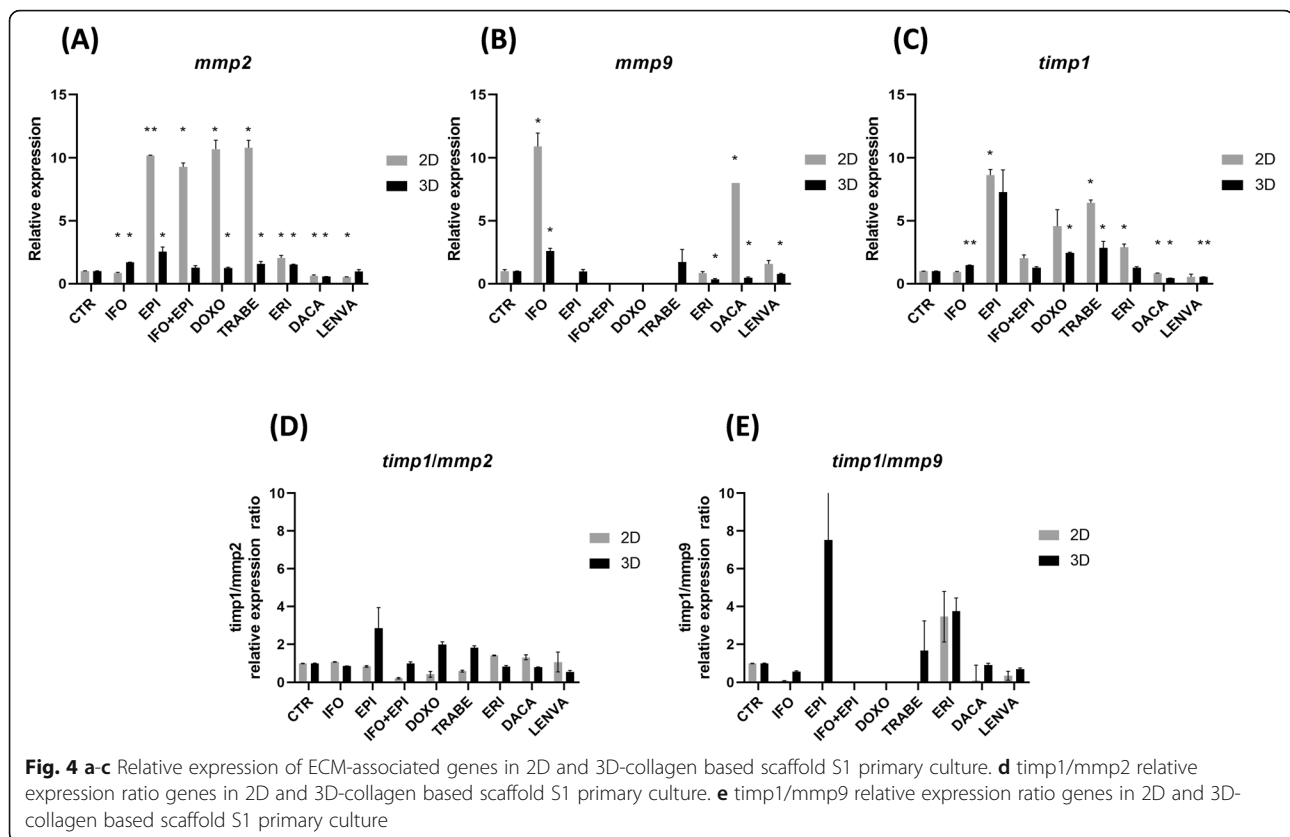 (A)
mmp2
Relative expression
15
10
5
0
** * * *
* * * * * * * * * *
2D
3D
CTR IFO EPI IFO+EPI DOXO TRABE ERI DACA LENVA
(B)
mmp9
Relative expression
15
10
5
0
* *
* * * *
2D
3D
CTR IFO EPI IFO+EPI DOXO TRABE ERI DACA LENVA
(C)
timp1
Relative expression
15
10
5
0
* *
** * * * ** **
2D
3D
CTR IFO EPI IFO+EPI DOXO TRABE ERI DACA LENVA
(D)
timp1/mmp2
timp1/mmp2
relative expression ratio
10
8
6
4
2
0
2D
3D
CTR IFO EPI IFO+EPI DOXO TRABE ERI DACA LENVA
(E)
timp1/mmp9
timp1/mmp9
relative expression ratio
10
8
6
4
2
0
2D
3D
CTR IFO EPI IFO+EPI DOXO TRABE ERI DACA LENVA
Fig. 4 a-c Relative expression of ECM-associated genes in 2D and 3D-collagen based scaffold S1 primary culture. d timp1/mmp2 relative
expression ratio genes in 2D and 3D-collagen based scaffold S1 primary culture. e timp1/mmp9 relative expression ratio genes in 2D and 3D-
collagen based scaffold S1 primary culture